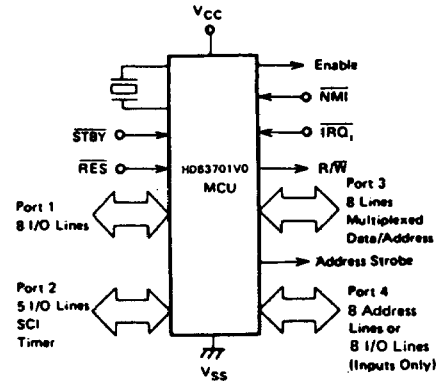 VCC
Enable
NMI
STBY
IRQ1
RES
HD63701V0
MCU
R/W
Port 1
8 I/O Lines
Port 3
8 Lines
Multiplexed
Data/Address
Address Strobe
Port 2
5 I/O Lines
SCI
Timer
Port 4
8 Address
Lines or
8 I/O Lines
(Inputs Only)
VSS